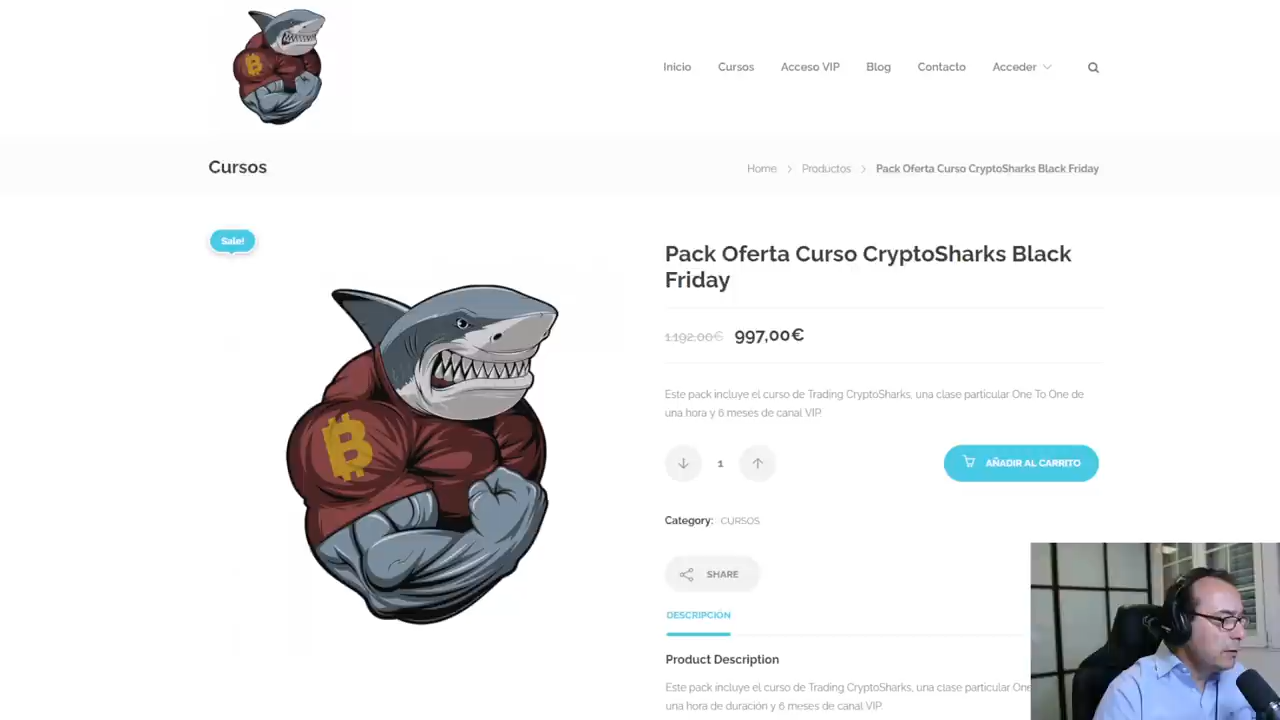 Inicio Cursos Acceso VIP Blog Contacto Acceder
Cursos
Home Productos Pack Oferta Curso CryptoSharks Black Friday
Sale!
Pack Oferta Curso CryptoSharks Black
Friday
1.192,00€ 997,00€
Este pack incluye el curso de Trading CryptoSharks, una clase particular One To One de
una hora y 6 meses de canal VIP.
1
AÑADIR AL CARRITO
Category: CURSOS
SHARE
DESCRIPCION
Product Description
Este pack incluye el curso de Trading CryptoSharks, una clase particular One
una hora de duración y 6 meses de canal VIP.